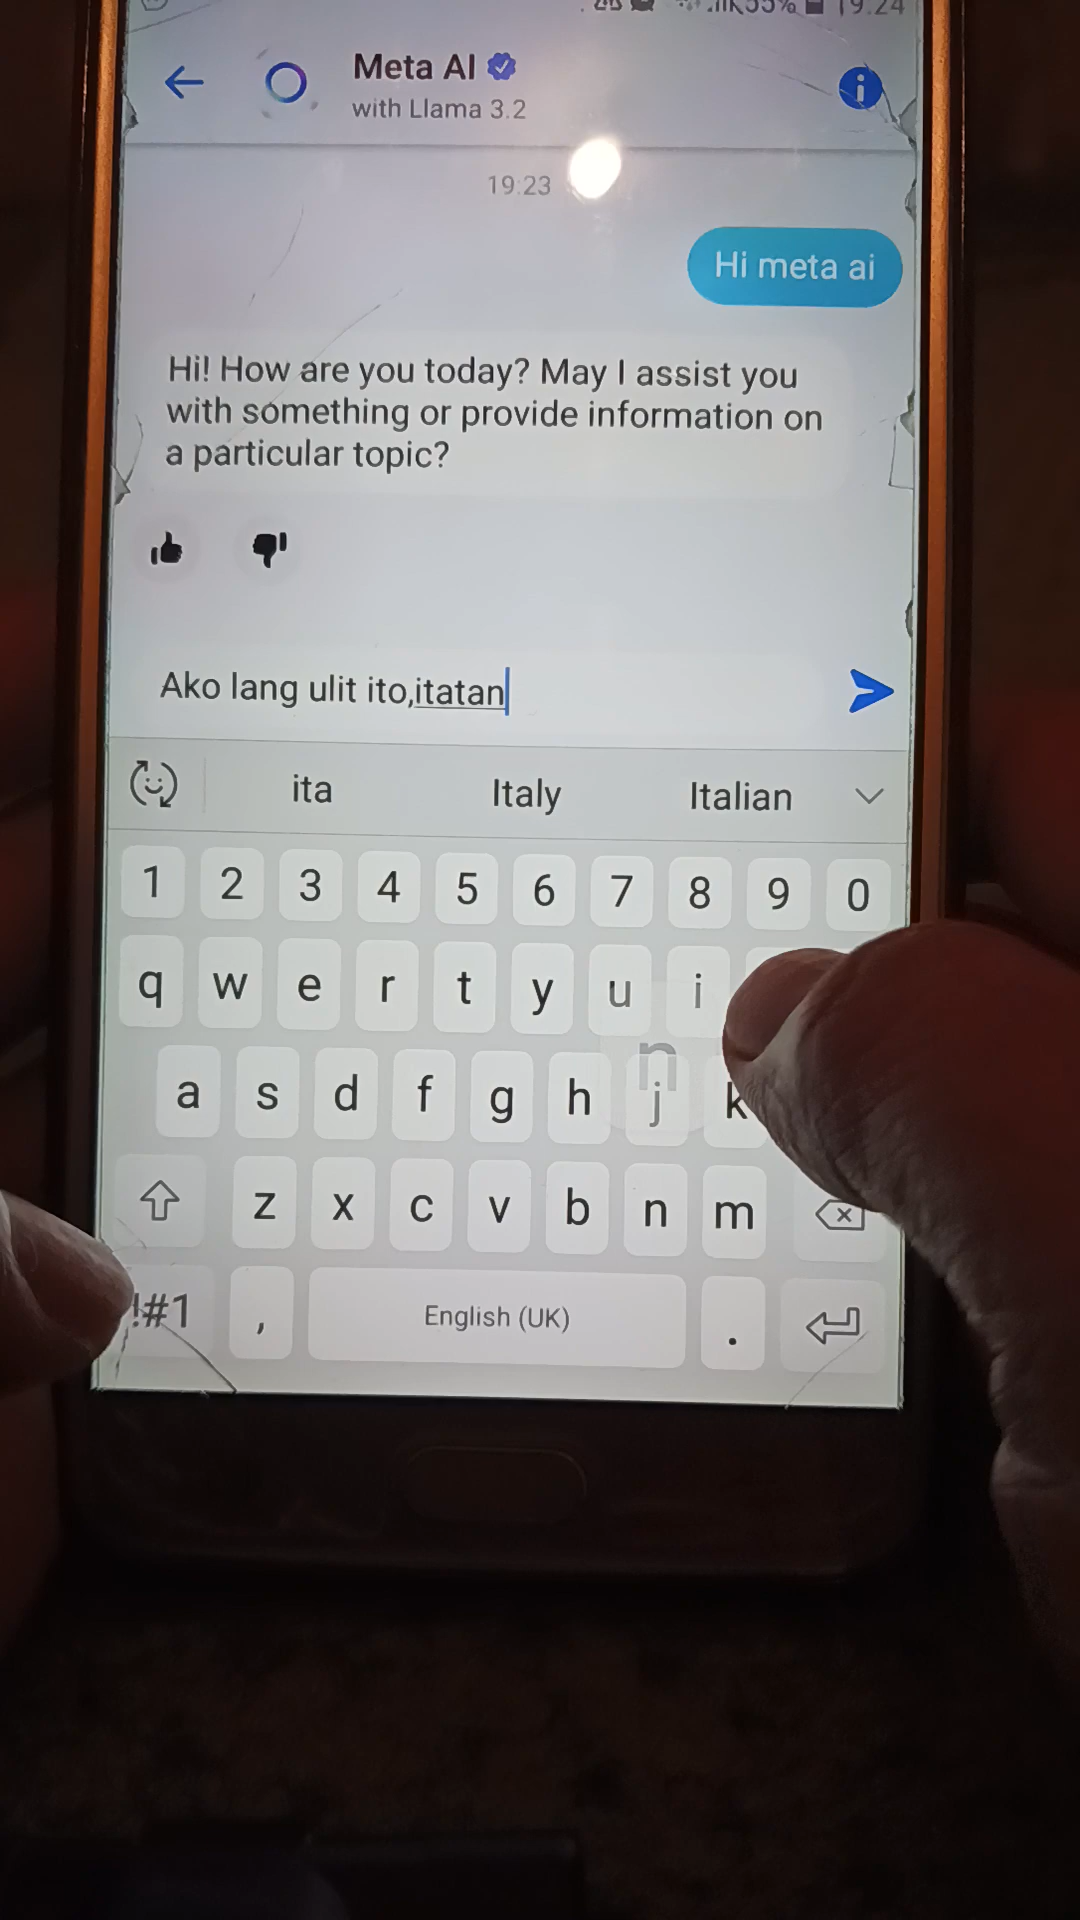 19:24
Meta AI
with Llama 3.2
19:23
Hi meta ai
Hi! How are you today? May I assist you
with something or provide information on
a particular topic?
Ako lang ulit ito,itatan
ita Italy Italian
1 2 3 4 5 6 7 8 9 0
q w e r t y u i
n
a s d f g h j k
z x c v b n m
!#1 , English (UK) .